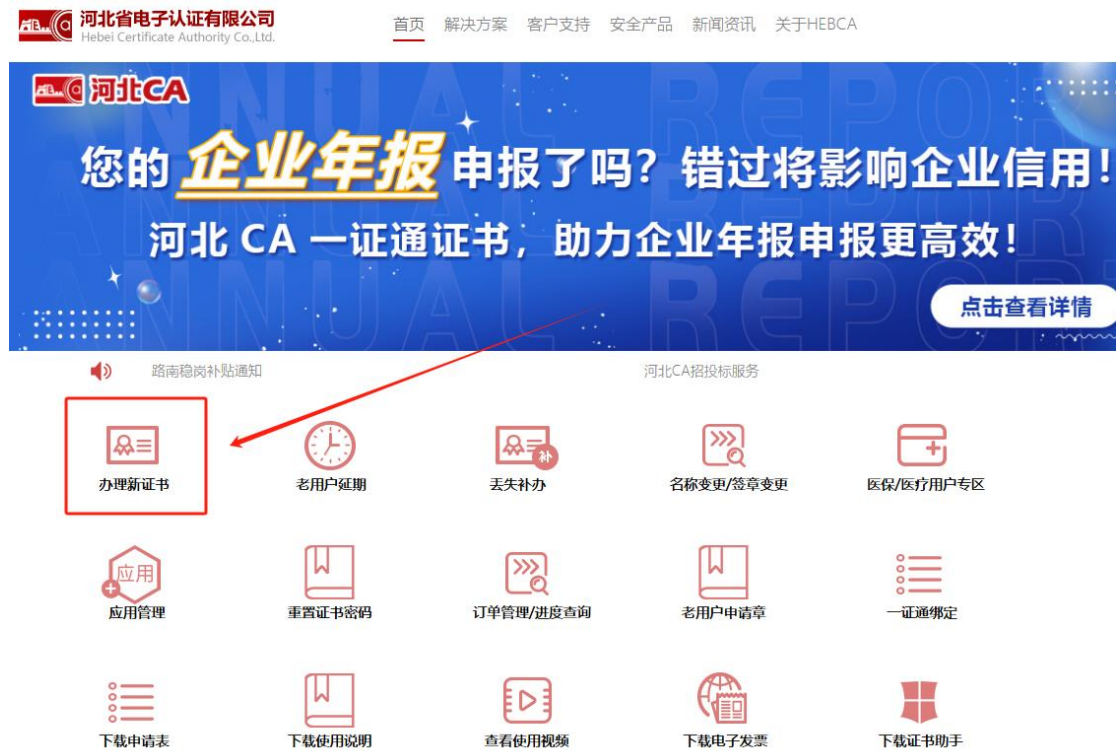 河北省电子认证有限公司
Hebei Certificate Authority Co.,Ltd.
首页 解决方案 客户支持 安全产品 新闻资讯 关于HEBCA
河北CA
您的 企业年报 申报了吗？错过将影响企业信用！
河北 CA 一证通证书，助力企业年报申报更高效！
点击查看详情
ANNUAL REPORT
ANNUAL REPORT
ANNUAL REPORT
路南稳岗补贴通知 河北CA招投标服务
补
办理新证书 老用户延期 丢失补办 名称变更/签章变更 医保/医疗用户专区
应用
应用管理 重置证书密码 订单管理/进度查询 老用户申请章 一证通绑定
下载申请表 下载使用说明 查看使用视频 下载电子发票 下载证书助手